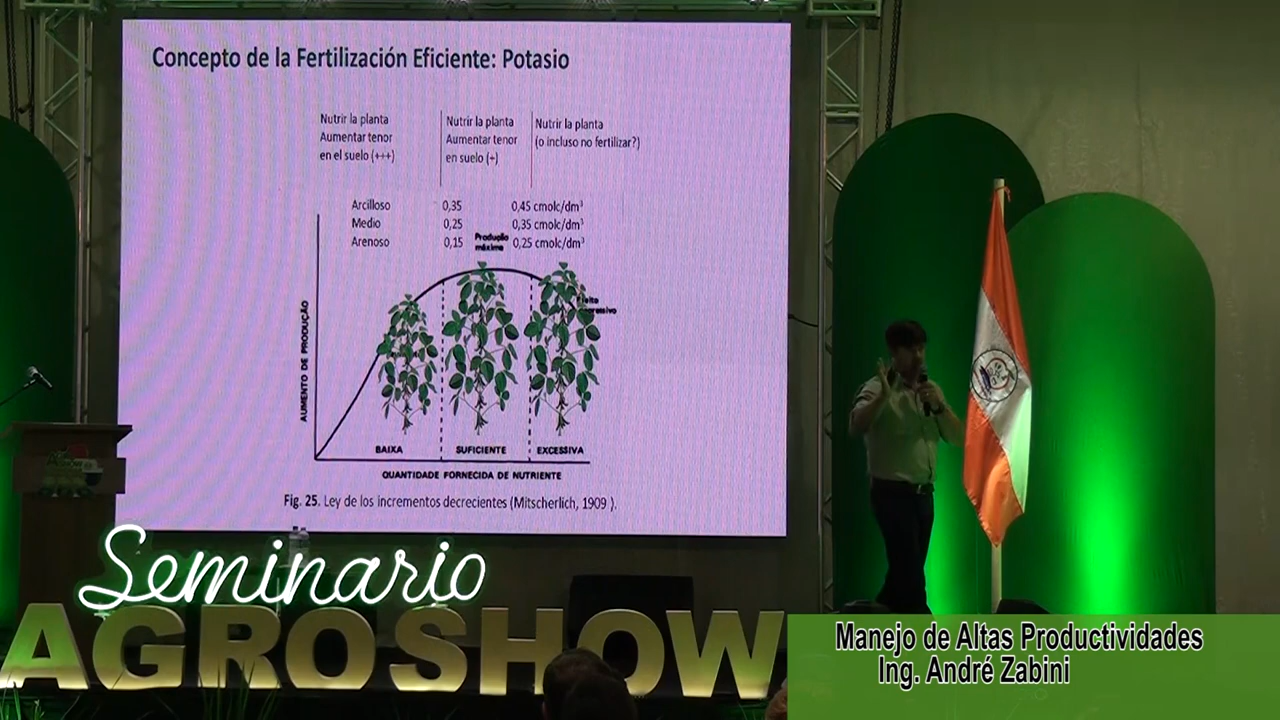 Concepto de la Fertilización Eficiente: Potasio
Nutrir la planta
Aumentar tenor
en el suelo (+++)
Nutrir la planta
Aumentar tenor
en suelo (+)
Nutrir la planta
(o incluso no fertilizar?)
Arcilloso 0,35 0,45 cmolc/dm³
Medio 0,25 0,35 cmolc/dm³
Arenoso 0,15 0,25 cmolc/dm³
Produção
máxima
AUMENTO DE PRODUÇÃO
BAIXA SUFICIENTE EXCESSIVA
QUANTIDADE FORNECIDA DE NUTRIENTE
Fig. 25. Ley de los incrementos decrecientes (Mitscherlich, 1909 ).
Seminario
AGROSHOW
Manejo de Altas Productividades
Ing. André Zabini